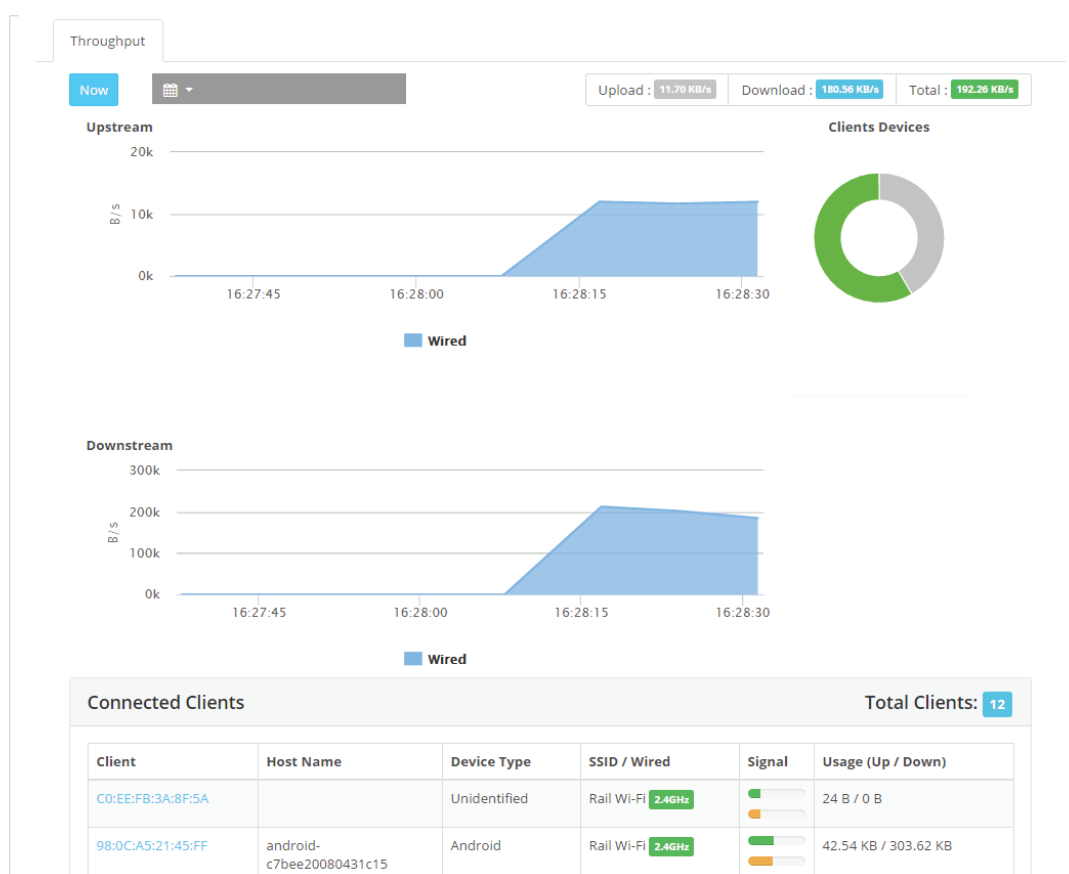 Throughput
Now
Upload : 11.70 KB/s Download : 180.56 KB/s Total : 192.26 KB/s
Upstream
Clients Devices
20k
10k
0k
B/s
16:27:45 16:28:00 16:28:15 16:28:30
Wired
Downstream
300k
200k
100k
0k
B/s
16:27:45 16:28:00 16:28:15 16:28:30
Wired
Connected Clients Total Clients: 12
Client Host Name Device Type SSID / Wired Signal Usage (Up / Down)
C0:EE:FB:3A:8F:5A Unidentified Rail Wi-Fi 2.4GHz 24 B / 0 B
98:0C:A5:21:45:FF android- Android Rail Wi-Fi 2.4GHz 42.54 KB / 303.62 KB
c7bee20080431c15